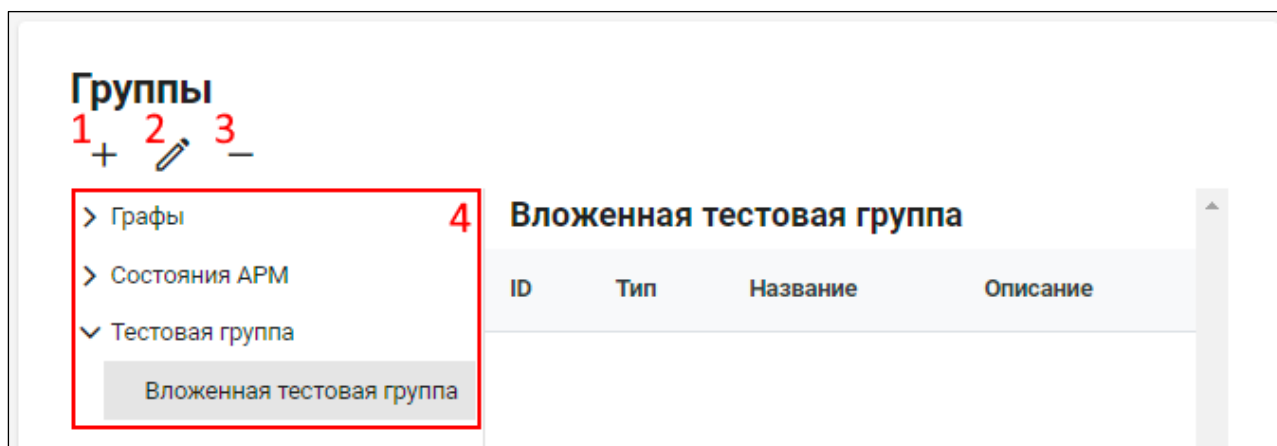 Группы
1 2 3
Графы 4
Состояния АРМ
Тестовая группа
Вложенная тестовая группа
Вложенная тестовая группа
ID Тип Название Описание